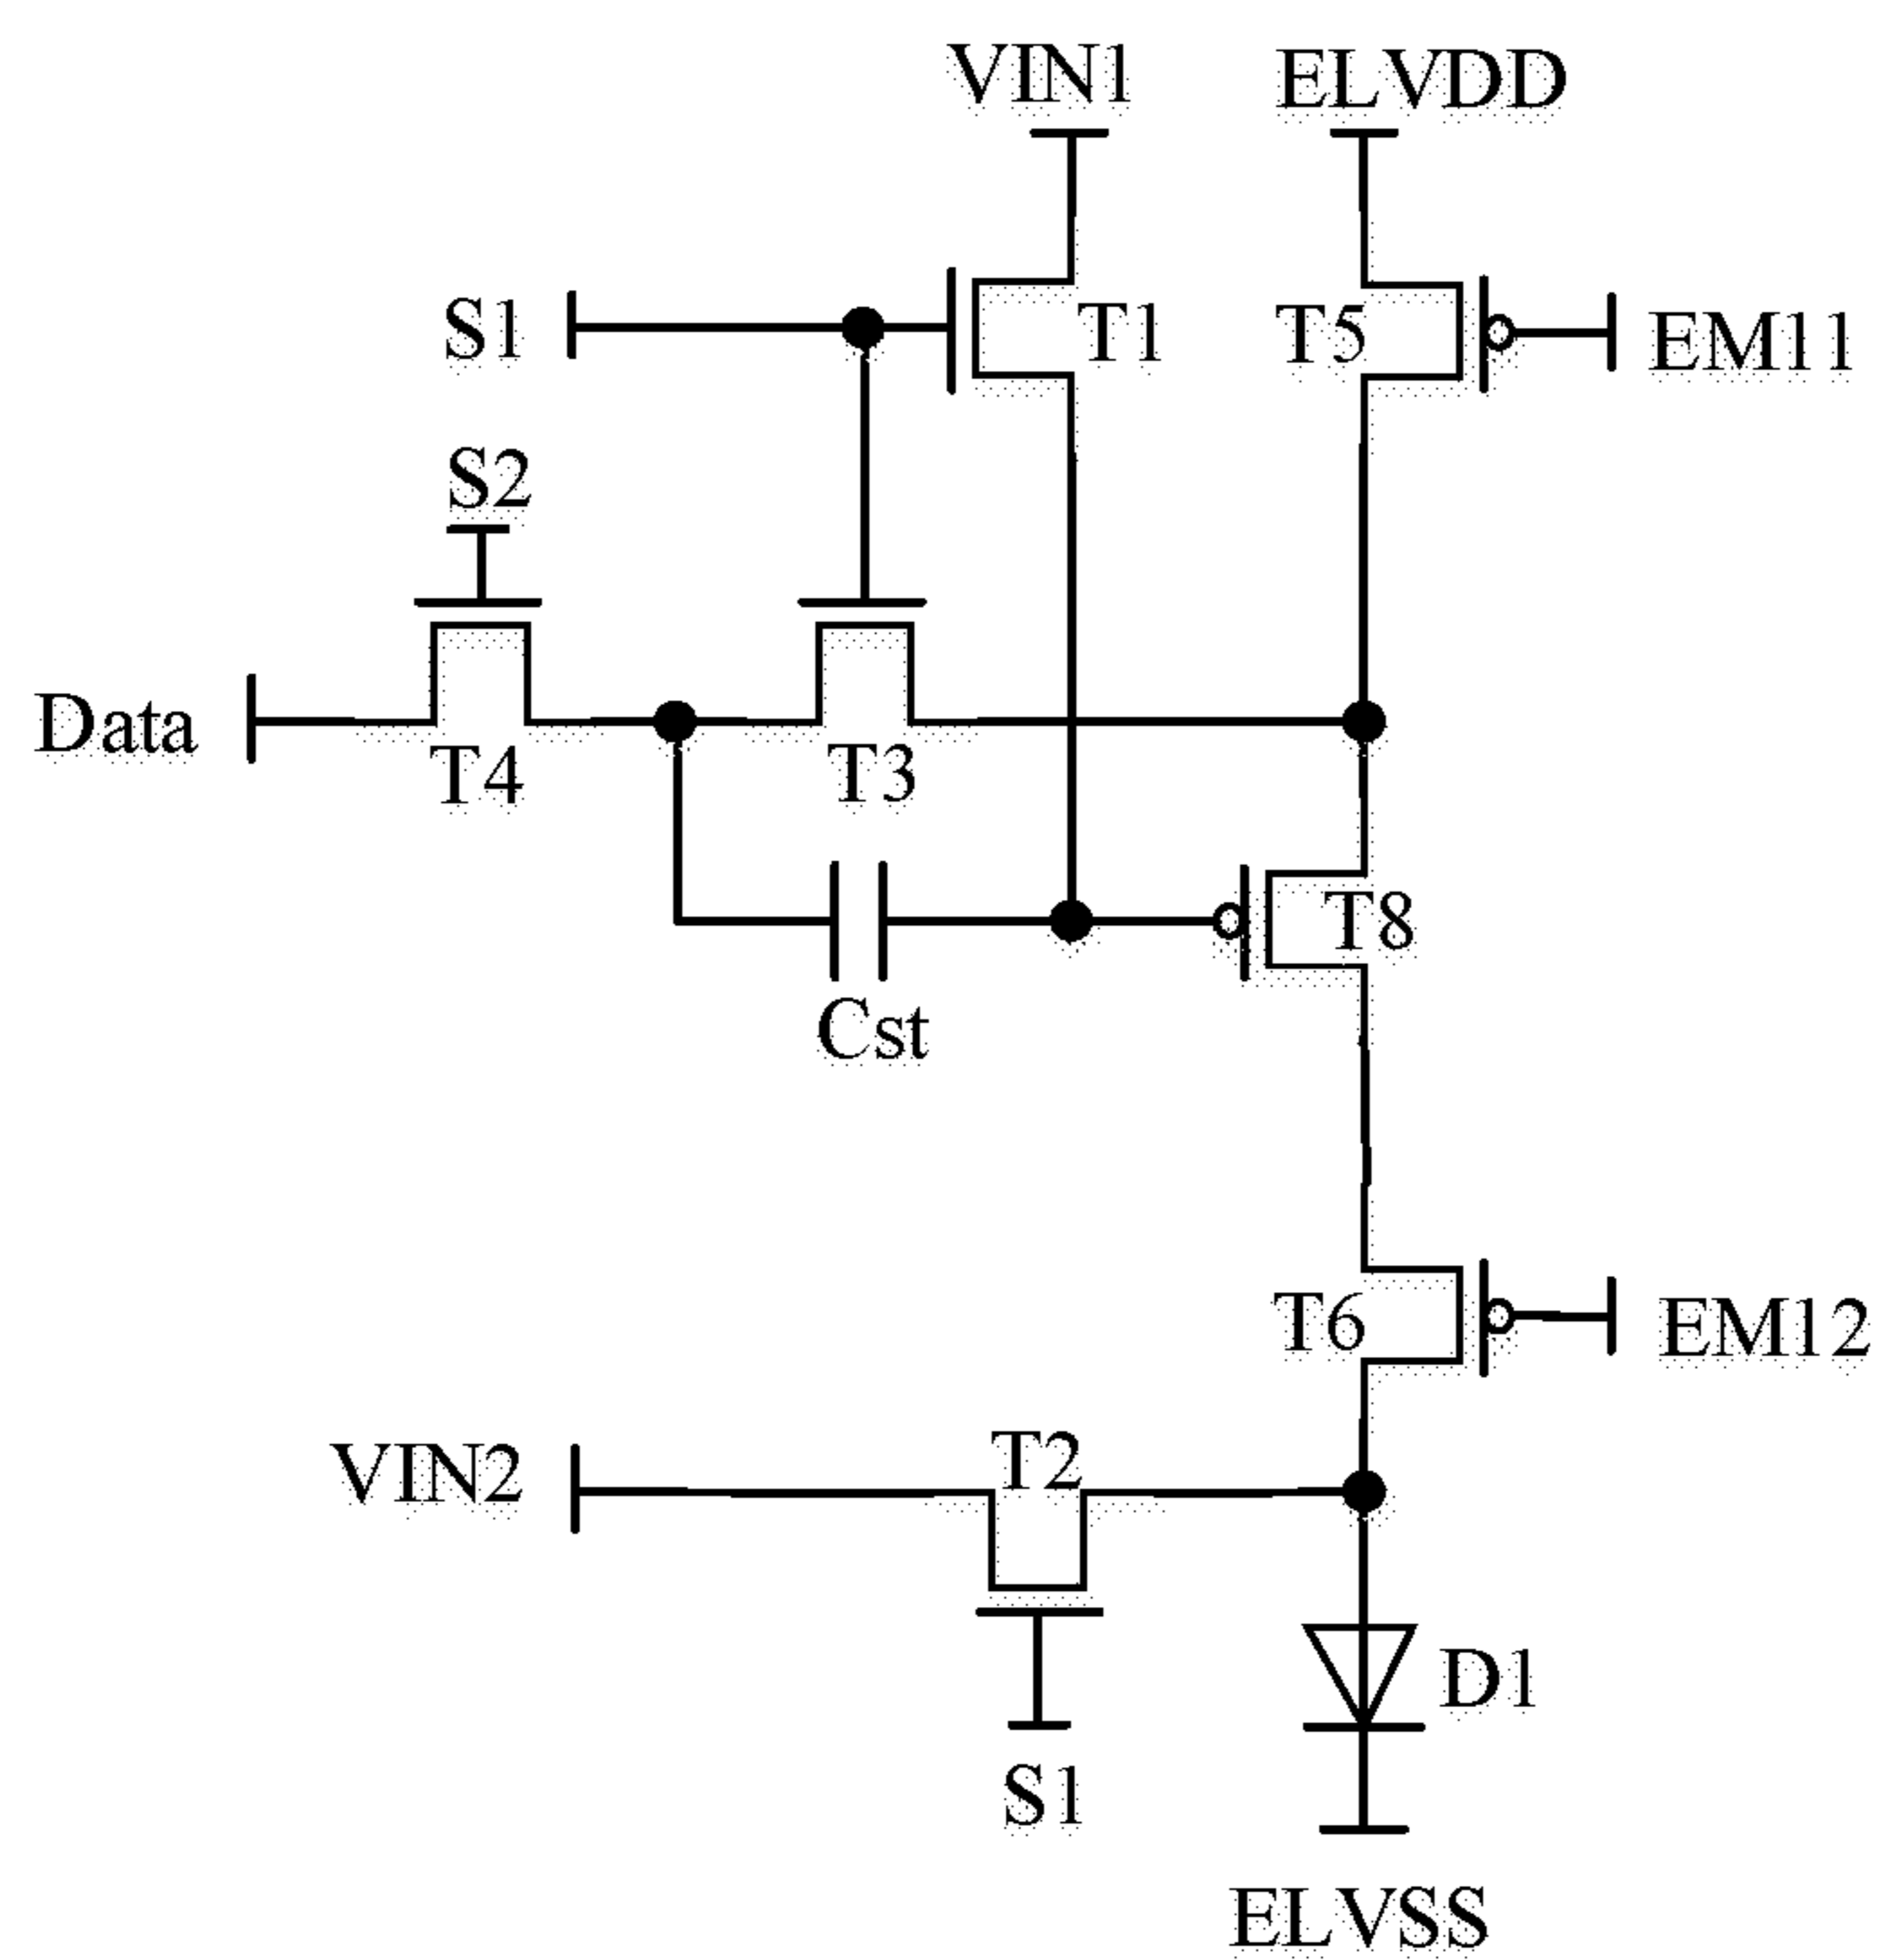 VIN1
ELVDD
S1
T1
T5
EM11
S2
Data
T4
T3
T8
Cst
T6
EM12
VIN2
T2
D1
S1
ELVSS